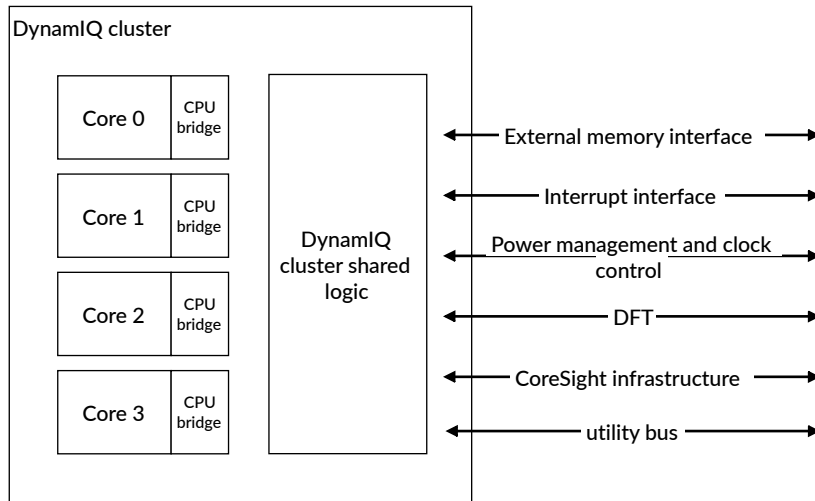 DynamIQ cluster
Core 0
CPU
bridge
Core 1
CPU
bridge
Core 2
CPU
bridge
Core 3
CPU
bridge
DynamIQ
cluster shared
logic
External memory interface
Interrupt interface
Power management and clock
control
DFT
CoreSight infrastructure
utility bus